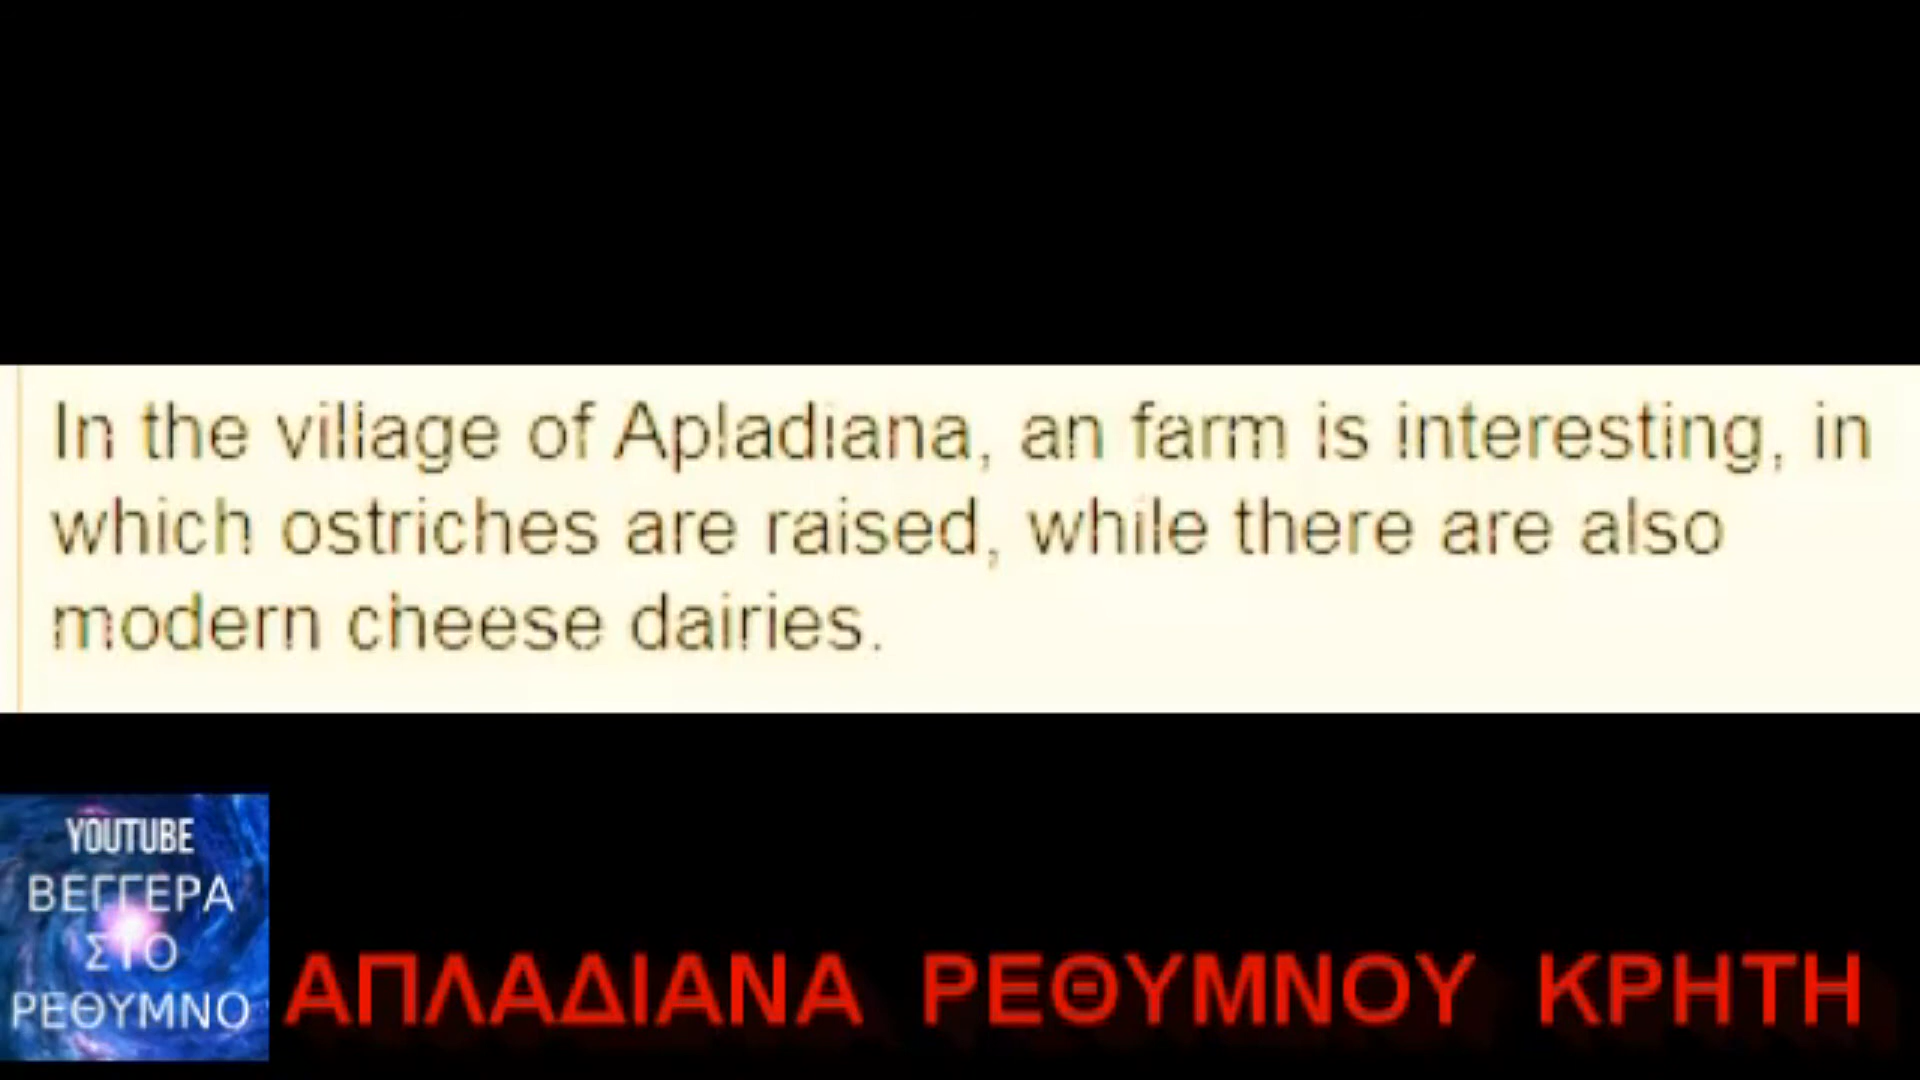 In the village of Apladiana, an farm is interesting, in
which ostriches are raised, while there are also
modern cheese dairies.
YOUTUBE
ΒΕΓΓΕΡΑ
ΣΤΟ
ΡΕΘΥΜΝΟ
ΑΠΛΑΔΙΑΝΑ ΡΕΘΥΜΝΟΥ ΚΡΗΤΗ